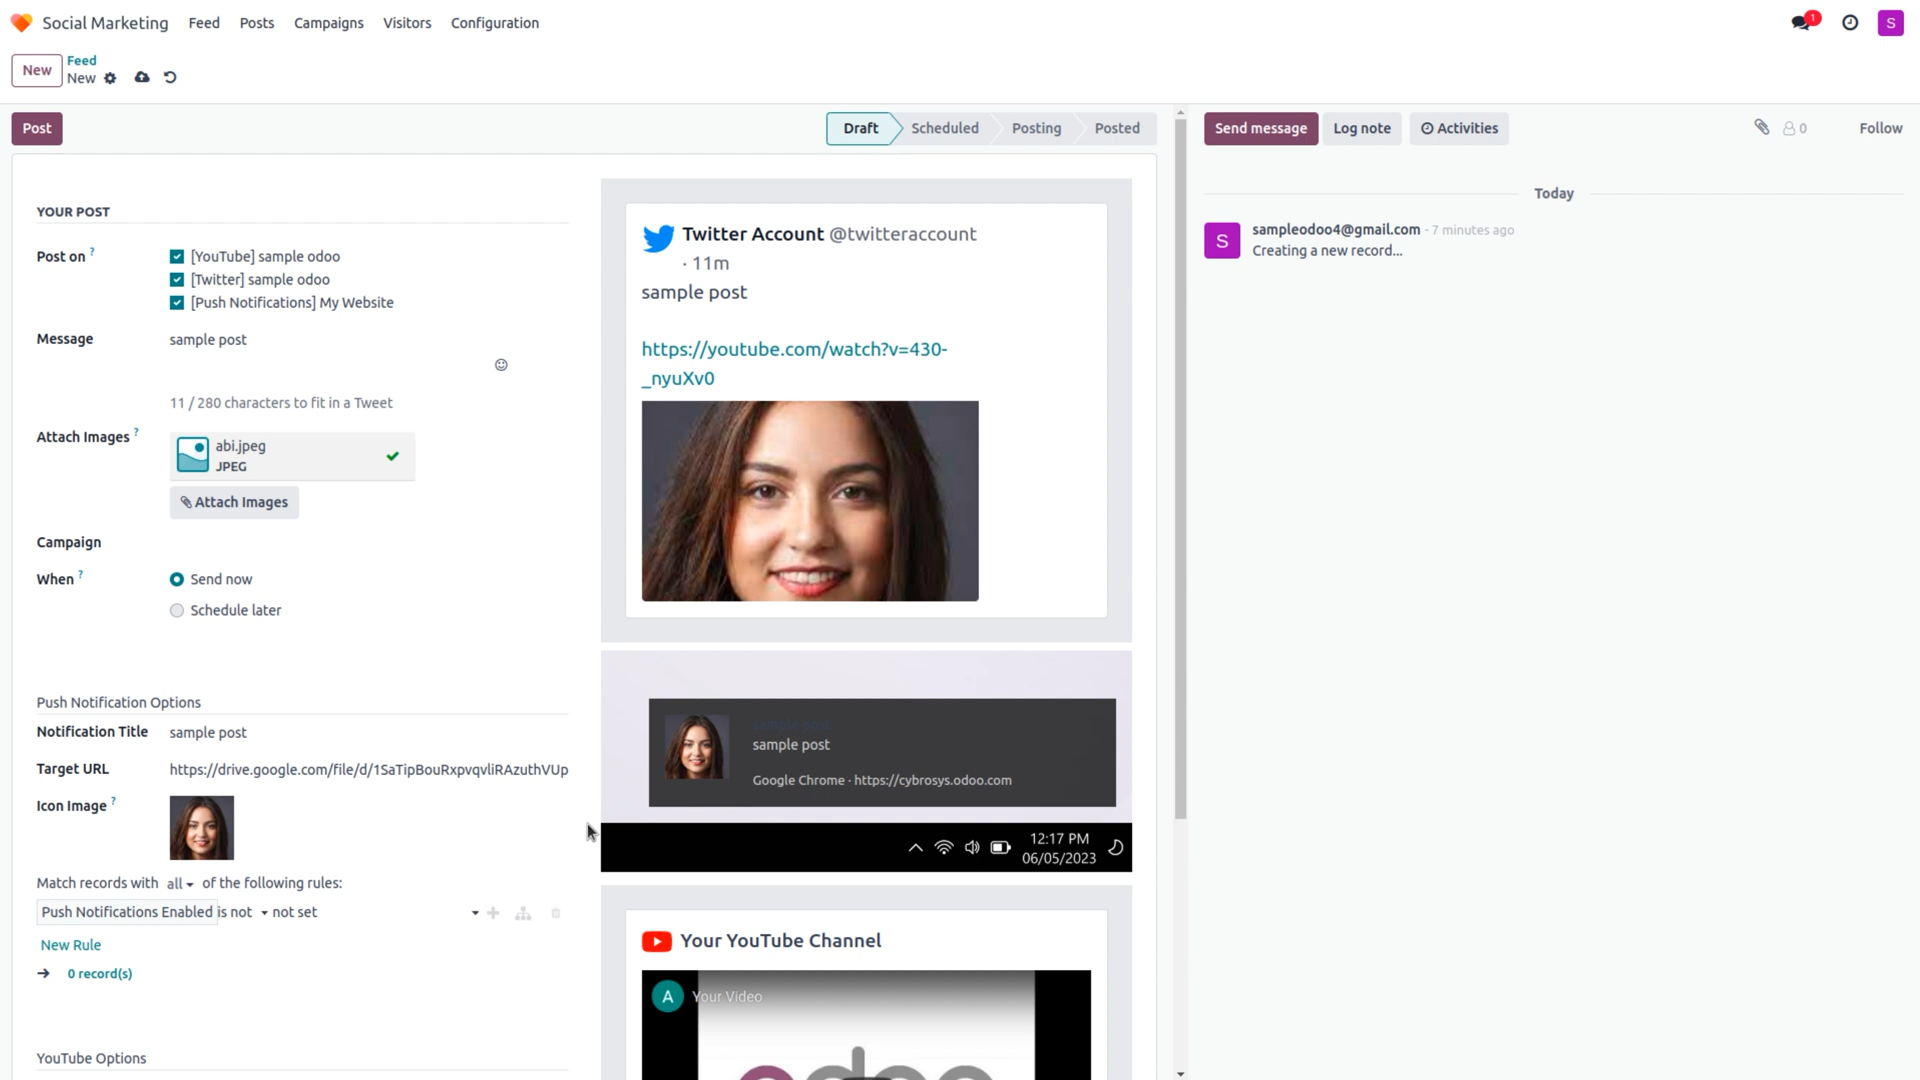 Social Marketing Feed Posts Campaigns Visitors Configuration 1 S
New Feed
New
Post Draft Scheduled Posting Posted Send message Log note Activities 0 Follow
YOUR POST
Post on ? [YouTube] sample odoo
[Twitter] sample odoo
[Push Notifications] My Website
Message sample post
11 / 280 characters to fit in a Tweet
Attach Images ? abi.jpeg
JPEG
Attach Images
Campaign
When ? Send now
Schedule later
Push Notification Options
Notification Title sample post
Target URL https://drive.google.com/file/d/1SaTipBouRxpvqvliRAzuthVUp
Icon Image ?
Match records with all of the following rules:
Push Notifications Enabled is not not set
New Rule
0 record(s)
YouTube Options
Twitter Account @twitteraccount
· 11m
sample post
https://youtube.com/watch?v=430-
_nyuXv0
sample post
sample post
Google Chrome · https://cybrosys.odoo.com
12:17 PM
06/05/2023
Your YouTube Channel
A Your Video
odoo
Today
S sampleodoo4@gmail.com - 7 minutes ago
Creating a new record...